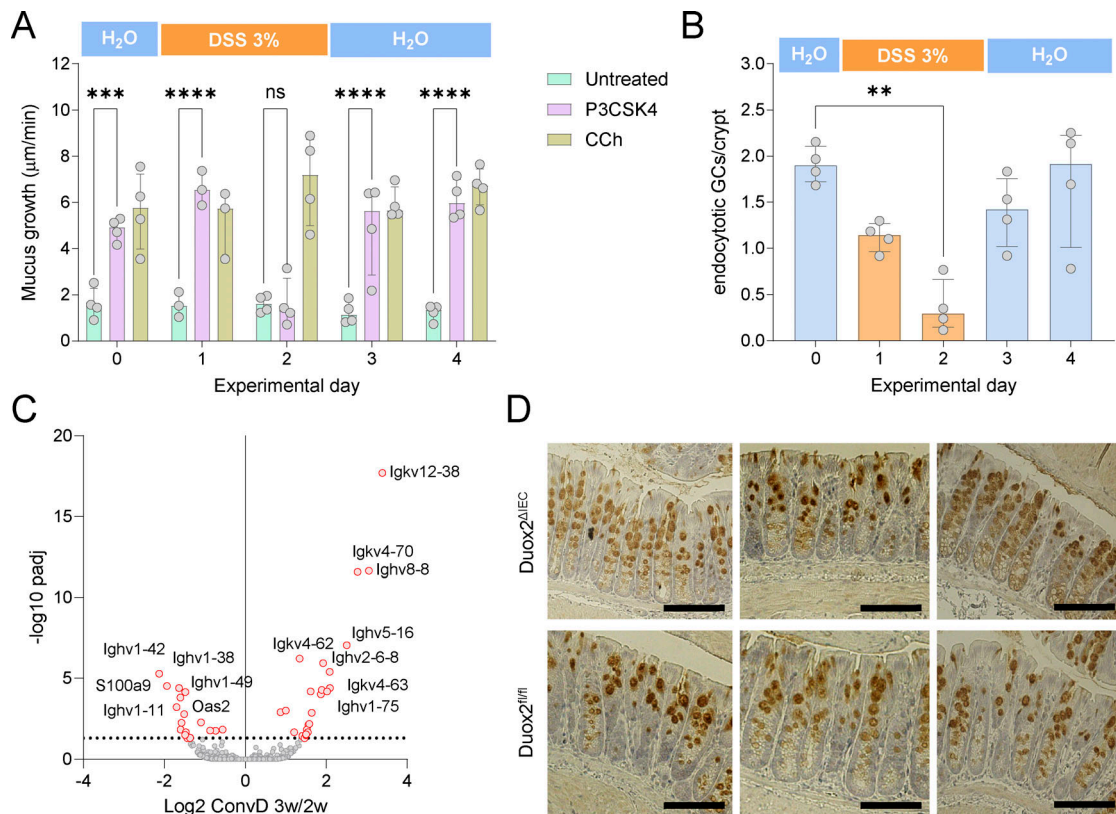 A
H₂O
DSS 3%
H₂O
Mucus growth (µm/min)
12
10
8
6
4
2
0
***
****
ns
****
****
0
1
2
3
4
Experimental day
Untreated
P3CSK4
CCh
B
H₂O
DSS 3%
H₂O
endocytotic GCs/crypt
3.0
2.5
2.0
1.5
1.0
0.5
0.0
**
0
1
2
3
4
Experimental day
C
-log10 padj
20
15
10
5
0
Igkv12-38
Igkv4-70
Ighv8-8
Ighv5-16
Igkv4-62
Ighv2-6-8
Igkv4-63
Ighv1-75
Ighv1-42
Ighv1-38
S100a9
Ighv1-49
Ighv1-11
Oas2
-4
-2
0
2
4
Log2 ConvD 3w/2w
D
Duox2ΔIEC
Duox2fl/fl